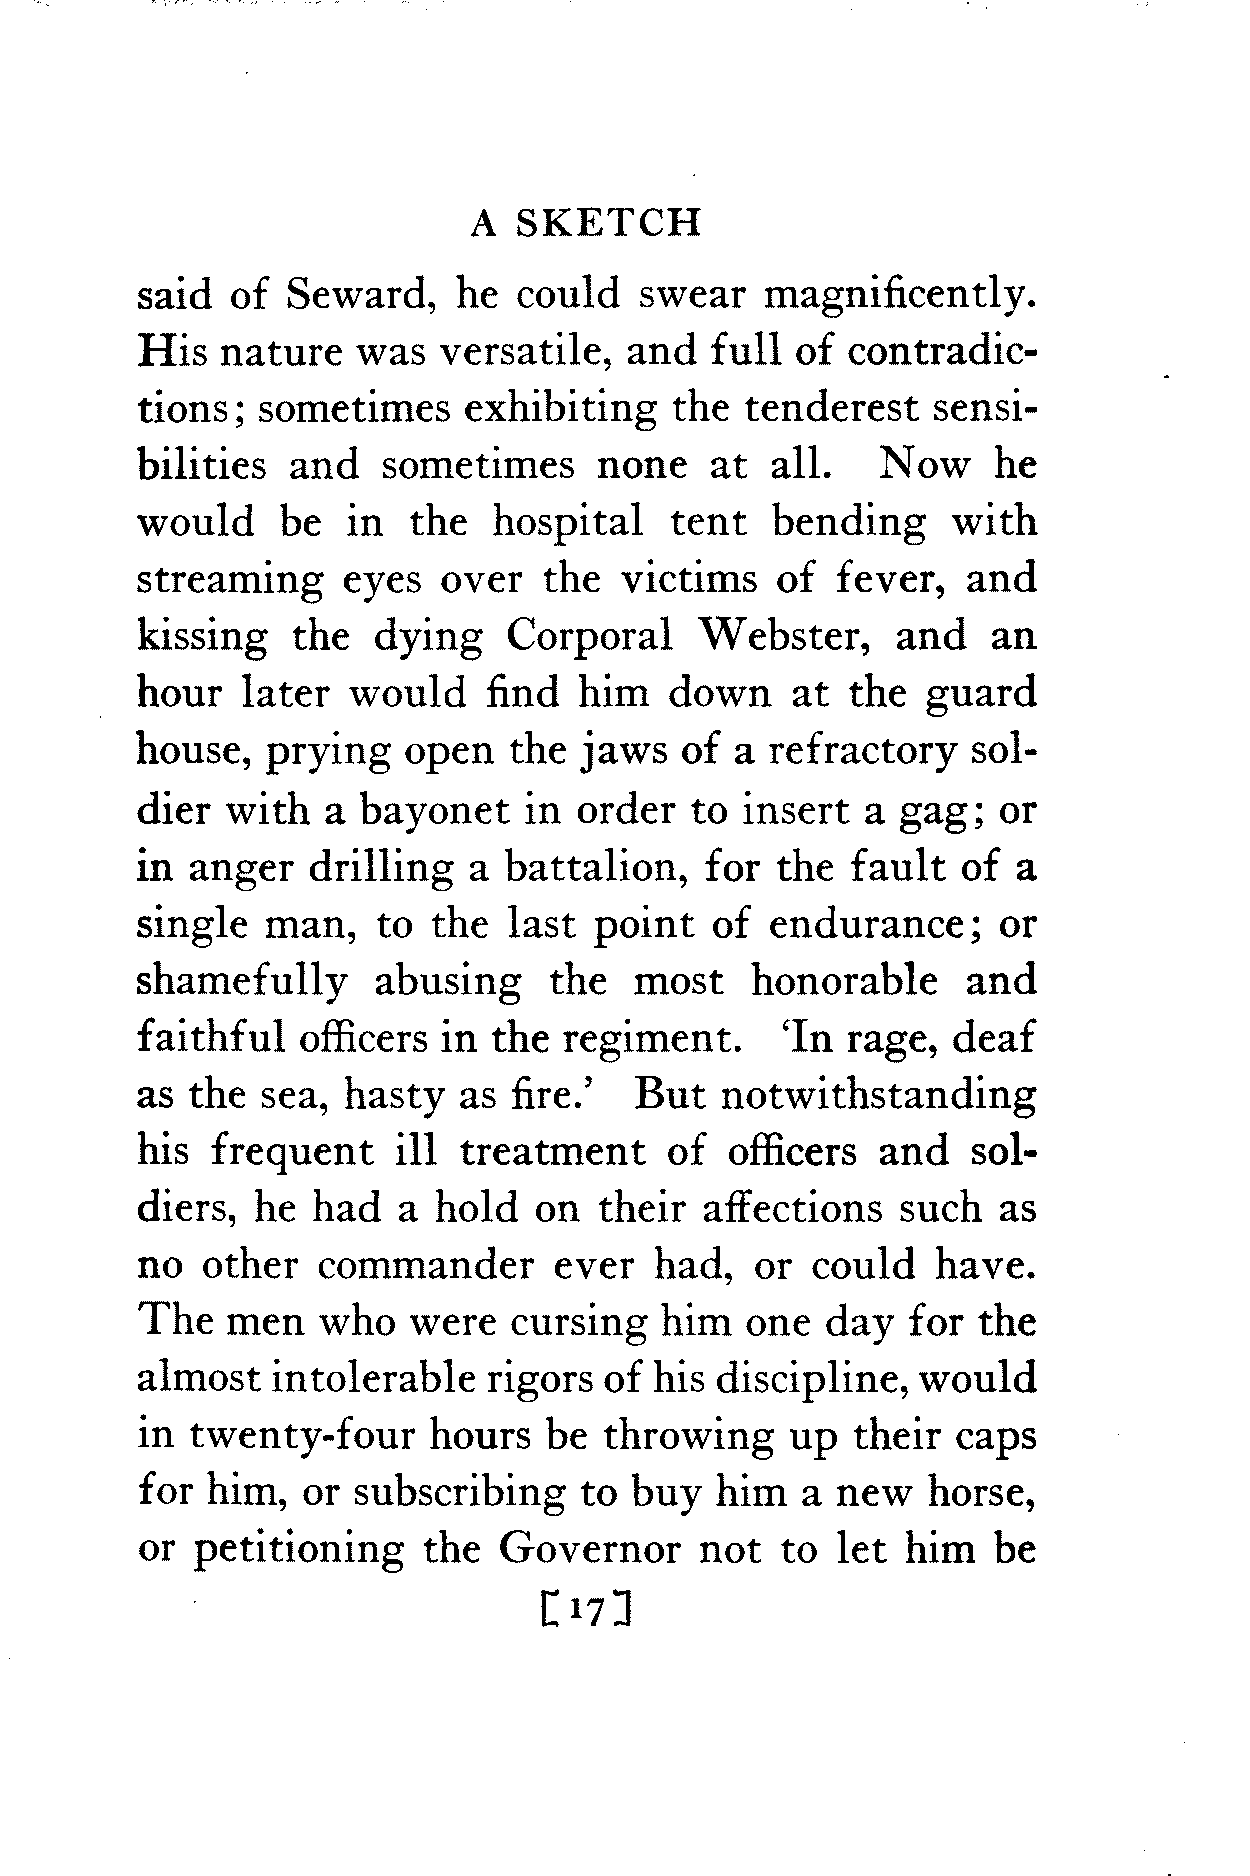 A SKETCH
said of Seward, he could swear magnificently.
His nature was versatile, and full of contradic-
tions; sometimes exhibiting the tenderest sensi-
bilities and sometimes none at all. Now he
would be in the hospital tent bending with
streaming eyes over the victims of fever, and
kissing the dying Corporal Webster, and an
hour later would find him down at the guard
house, prying open the jaws of a refractory sol-
dier with a bayonet in order to insert a gag; or
in anger drilling a battalion, for the fault of a
single man, to the last point of endurance; or
shamefully abusing the most honorable and
faithful officers in the regiment. ‘In rage, deaf
as the sea, hasty as fire.’ But notwithstanding
his frequent ill treatment of officers and sol-
diers, he had a hold on their affections such as
no other commander ever had, or could have.
The men who were cursing him one day for the
almost intolerable rigors of his discipline, would
in twenty-four hours be throwing up their caps
for him, or subscribing to buy him a new horse,
or petitioning the Governor not to let him be
[17]